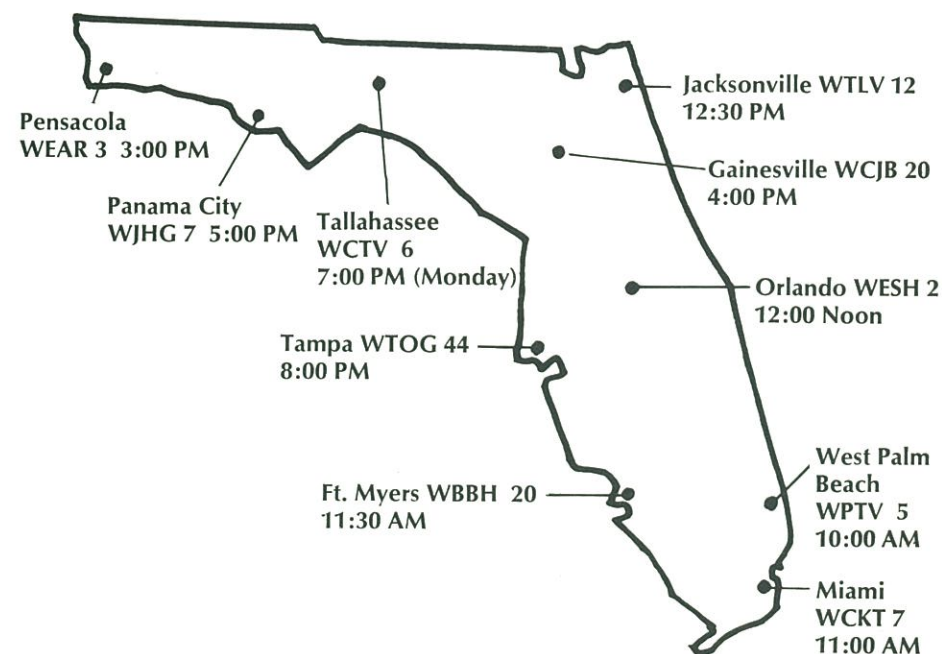 Pensacola
WEAR 3 3:00 PM
Panama City
WJHG 7 5:00 PM
Tallahassee
WCTV 6
7:00 PM (Monday)
Jacksonville WTLV 12
12:30 PM
Gainesville WCJB 20
4:00 PM
Orlando WESH 2
12:00 Noon
Tampa WTOG 44
8:00 PM
Ft. Myers WBBH 20
11:30 AM
West Palm
Beach
WPTV 5
10:00 AM
Miami
WCKT 7
11:00 AM